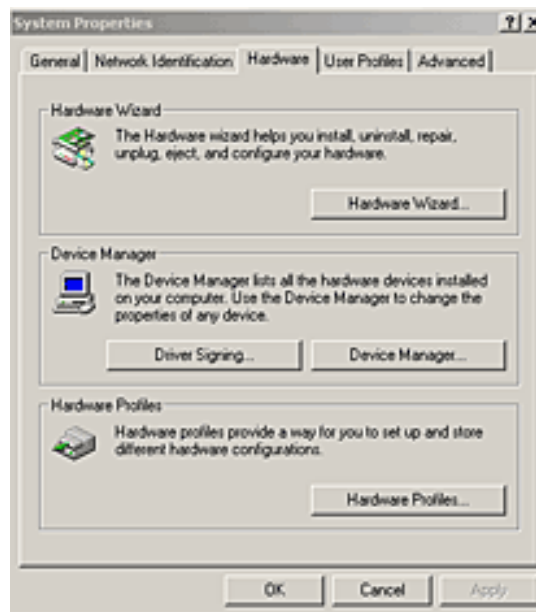 System Properties
General
Network Identification
Hardware
User Profiles
Advanced
Hardware Wizard
The Hardware wizard helps you install, uninstall, repair,
unplug, eject, and configure your hardware.
Hardware Wizard...
Device Manager
The Device Manager lists all the hardware devices installed
on your computer. Use the Device Manager to change the
properties of any device.
Driver Signing...
Device Manager...
Hardware Profiles
Hardware profiles provide a way for you to set up and store
different hardware configurations.
Hardware Profiles...
OK
Cancel
Apply